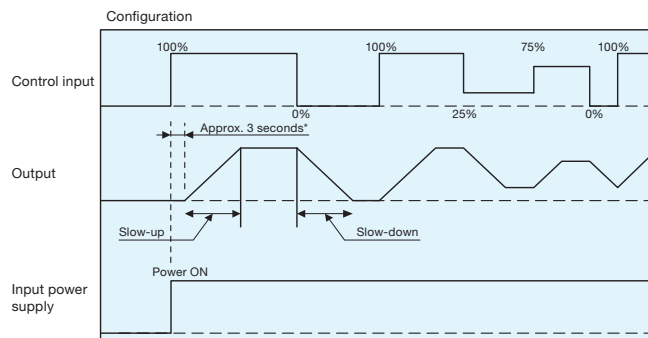 Configuration
100% 100% 75% 100%
Control input
0% 25% 0%
Approx. 3 seconds*
Output
Slow-up Slow-down
Power ON
Input power
supply